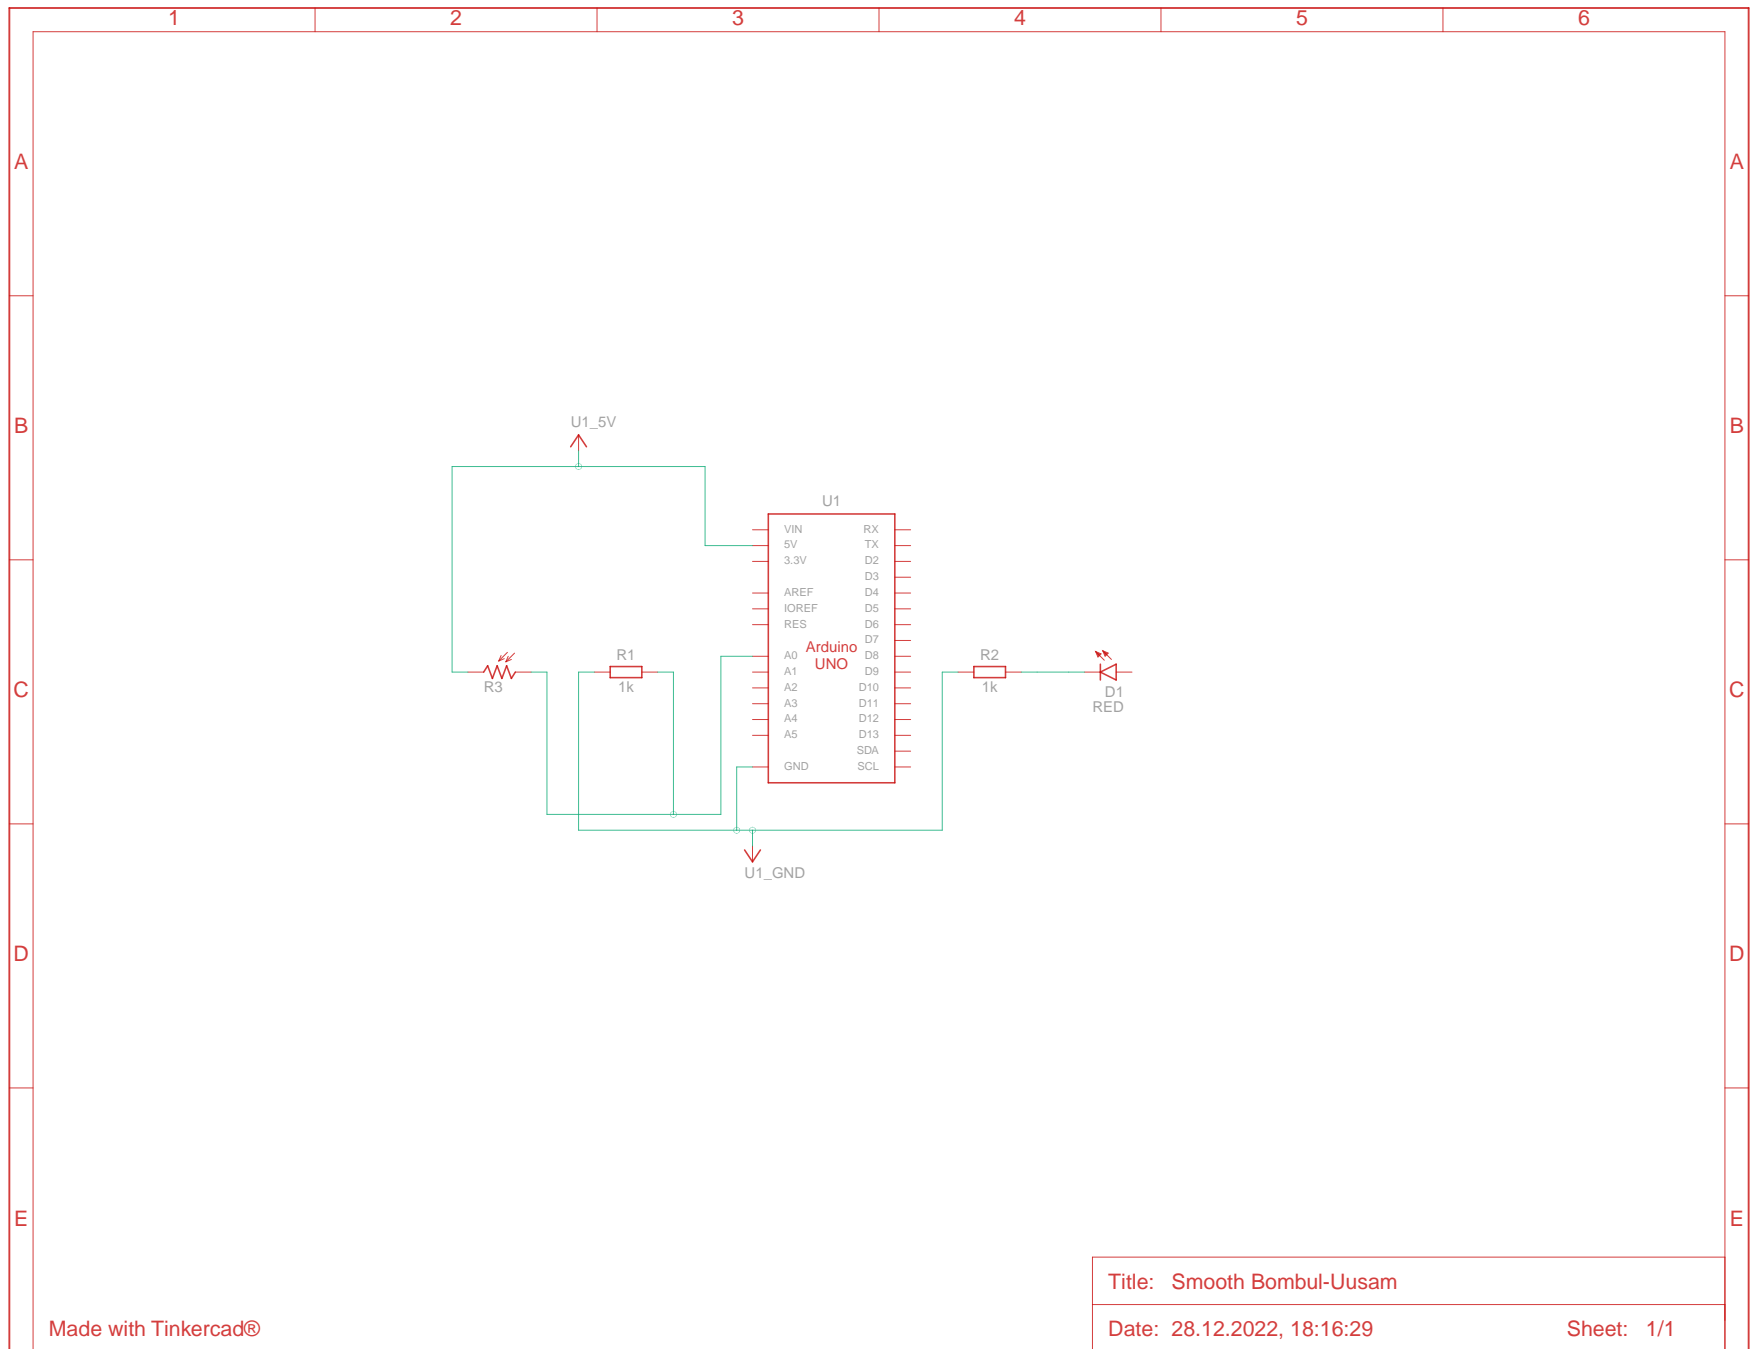 1 2 3 4 5 6
A A
B B
U1_5V
U1
VIN RX
5V TX
3.3V D2
D3
AREF D4
IOREF D5
RES D6
D7
Arduino
UNO
A0 D8
A1 D9
A2 D10
A3 D11
A4 D12
A5 D13
SDA
GND SCL
R3
R1
1k
R2
1k
D1
RED
C C
U1_GND
D D
E E
Title: Smooth Bombul-Uusam
Made with Tinkercad®
Date: 28.12.2022, 18:16:29 Sheet: 1/1